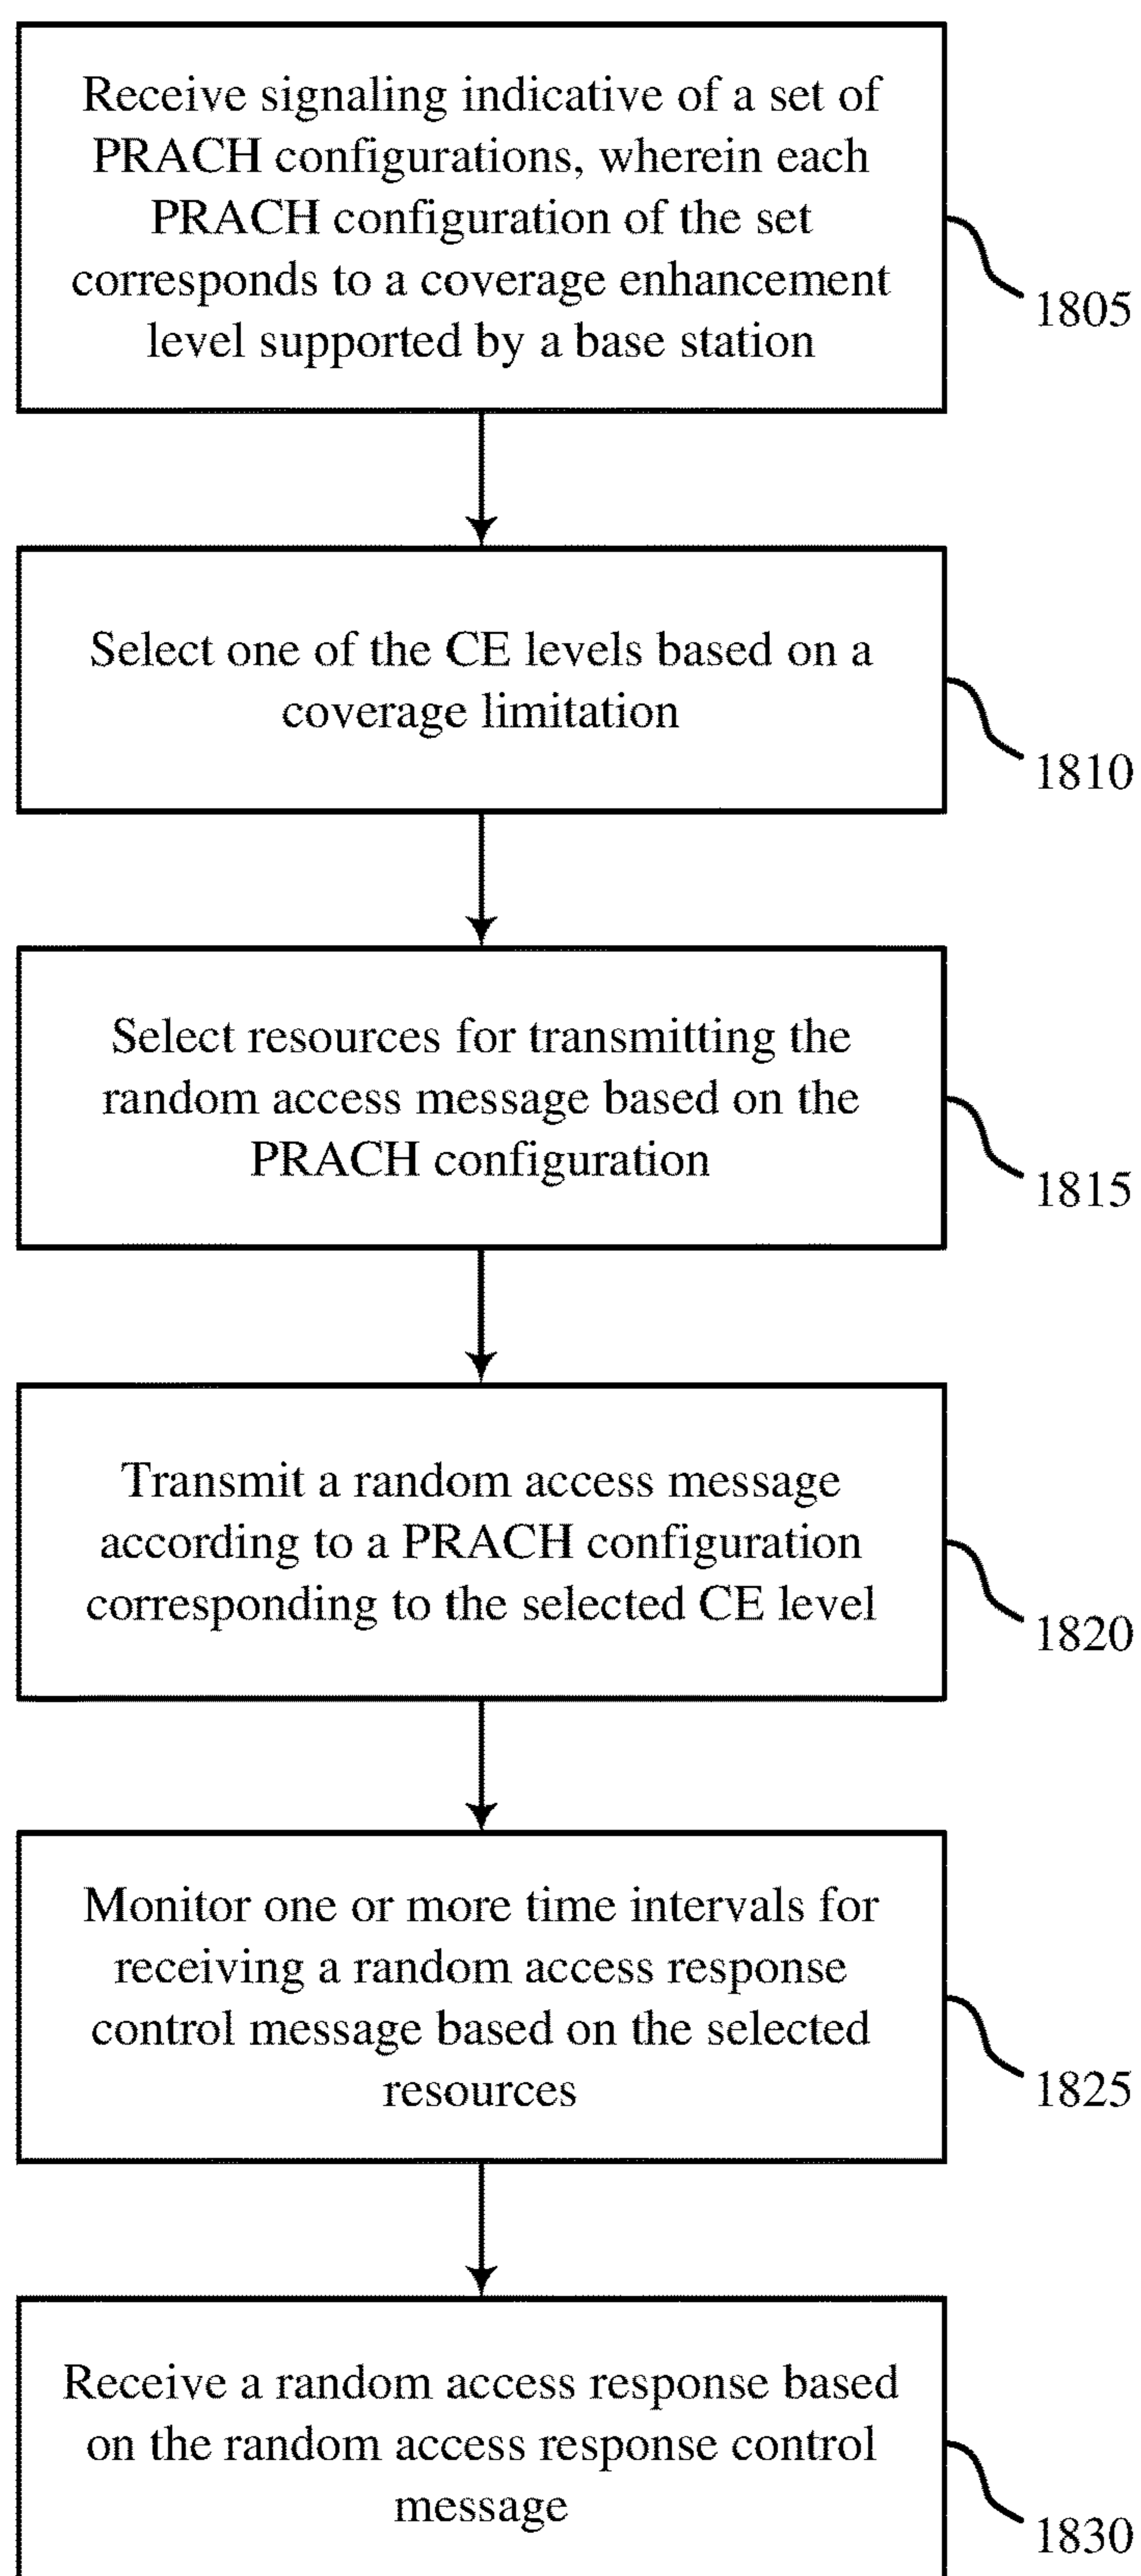 Receive signaling indicative of a set of
PRACH configurations, wherein each
PRACH configuration of the set
corresponds to a coverage enhancement
level supported by a base station
1805
Select one of the CE levels based on a
coverage limitation
1810
Select resources for transmitting the
random access message based on the
PRACH configuration
1815
Transmit a random access message
according to a PRACH configuration
corresponding to the selected CE level
1820
Monitor one or more time intervals for
receiving a random access response
control message based on the selected
resources
1825
Receive a random access response based
on the random access response control
message
1830